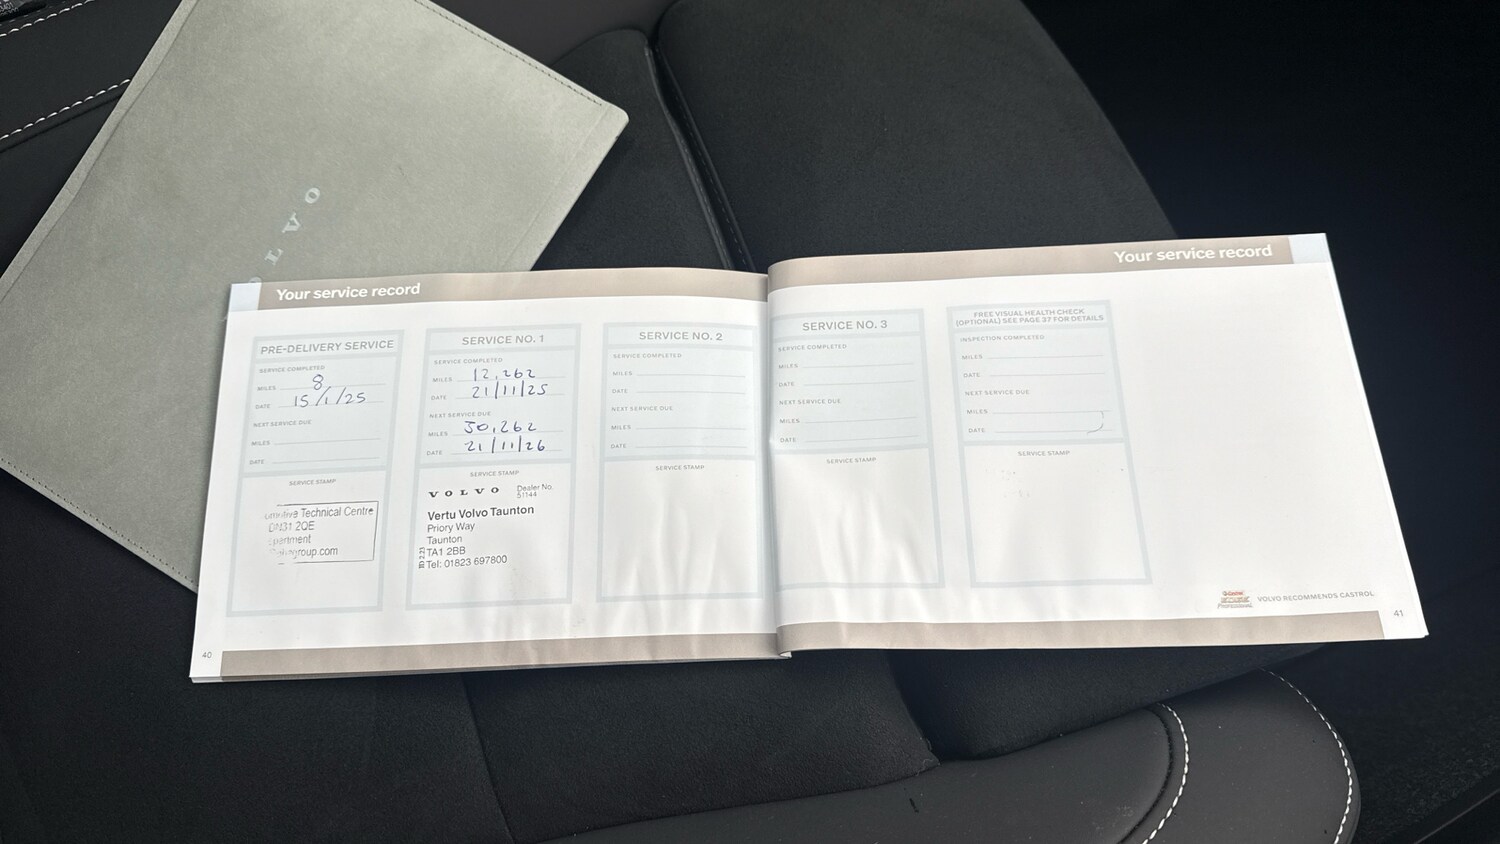 VOLVO
Your service record
PRE-DELIVERY SERVICE
SERVICE COMPLETED
MILES 8
DATE 15/1/25
NEXT SERVICE DUE
MILES
DATE
SERVICE STAMP
Technical Centre
2QE
group.com
40
SERVICE NO. 1
SERVICE COMPLETED
MILES 12,262
DATE 21/11/25
NEXT SERVICE DUE
MILES 30,262
DATE 21/11/26
SERVICE STAMP
VOLVO Dealer No.
51144
Vertu Volvo Taunton
Priory Way
Taunton
TA1 2BB
Tel: 01823 697800
SERVICE NO. 2
SERVICE COMPLETED
MILES
DATE
NEXT SERVICE DUE
MILES
DATE
SERVICE STAMP
Your service record
SERVICE NO. 3
SERVICE COMPLETED
MILES
DATE
NEXT SERVICE DUE
MILES
DATE
SERVICE STAMP
FREE VISUAL HEALTH CHECK
(OPTIONAL) SEE PAGE 37 FOR DETAILS
INSPECTION COMPLETED
MILES
DATE
NEXT SERVICE DUE
MILES
DATE
SERVICE STAMP
Castrol
EDGE
Professional
VOLVO RECOMMENDS CASTROL
41